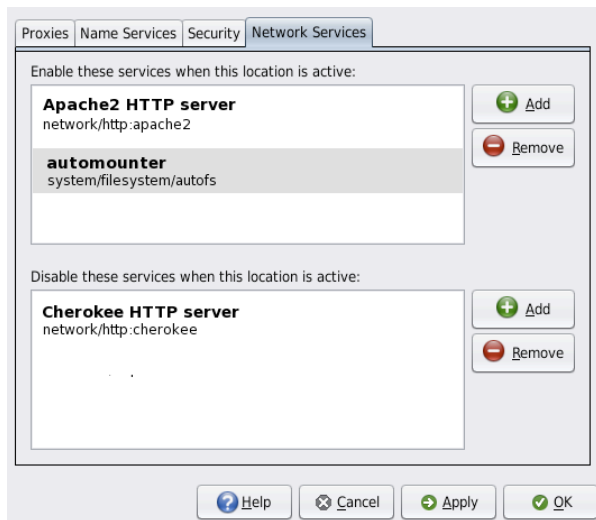 Proxies Name Services Security Network Services
Enable these services when this location is active:
Apache2 HTTP server
network/http:apache2
automounter
system/filesystem/autofs
Add
Remove
Disable these services when this location is active:
Cherokee HTTP server
network/http:cherokee
Add
Remove
Help Cancel Apply OK